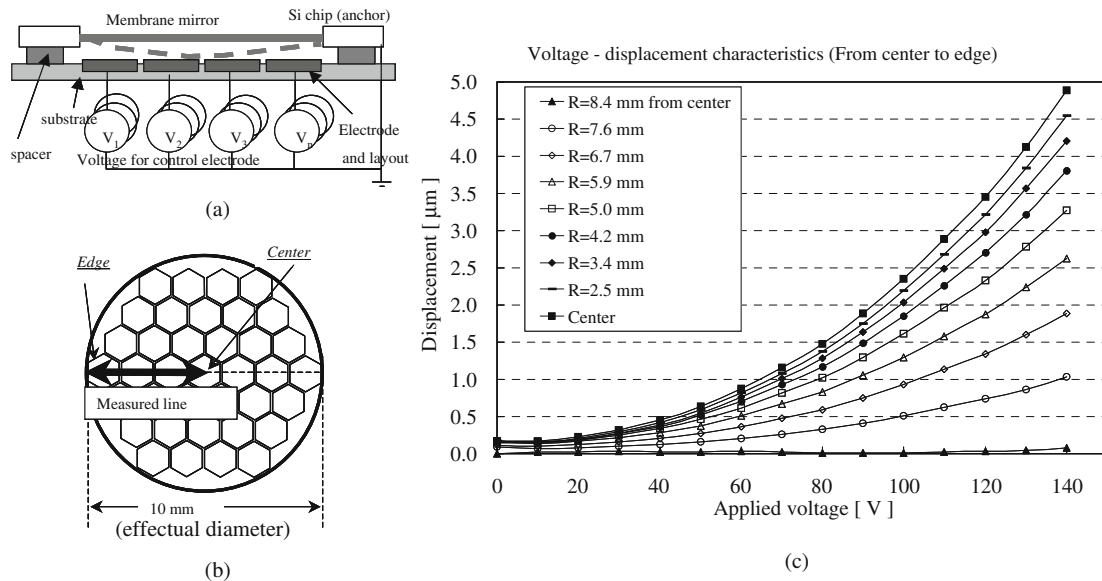 Membrane mirror
Si chip (anchor)
substrate
spacer
V1
V2
V3
Vn
Electrode
and layout
Voltage for control electrode
(a)
Edge
Center
Measured line
10 mm
(effectual diameter)
(b)
Voltage - displacement characteristics (From center to edge)
Displacement [ μm ]
5.0
4.5
4.0
3.5
3.0
2.5
2.0
1.5
1.0
0.5
0.0
R=8.4 mm from center
R=7.6 mm
R=6.7 mm
R=5.9 mm
R=5.0 mm
R=4.2 mm
R=3.4 mm
R=2.5 mm
Center
0 20 40 60 80 100 120 140
Applied voltage [ V ]
(c)